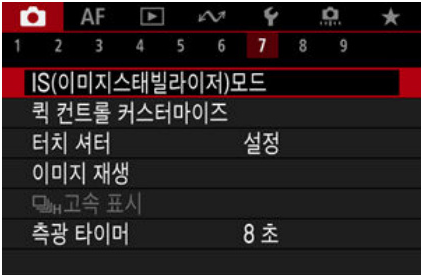 AF
1 2 3 4 5 6 7 8 9
IS(이미지스태빌라이저)모드
퀵 컨트롤 커스터마이즈
터치 셔터 설정
이미지 재생
H고속 표시
측광 타이머 8 초